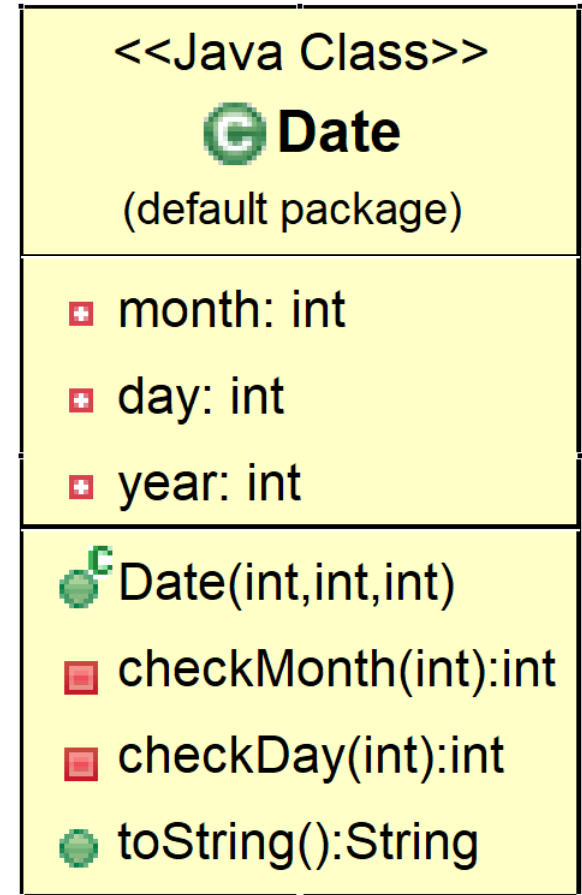 <<Java Class>>
C Date
(default package)
month: int
day: int
year: int
C Date(int,int,int)
checkMonth(int):int
checkDay(int):int
toString():String